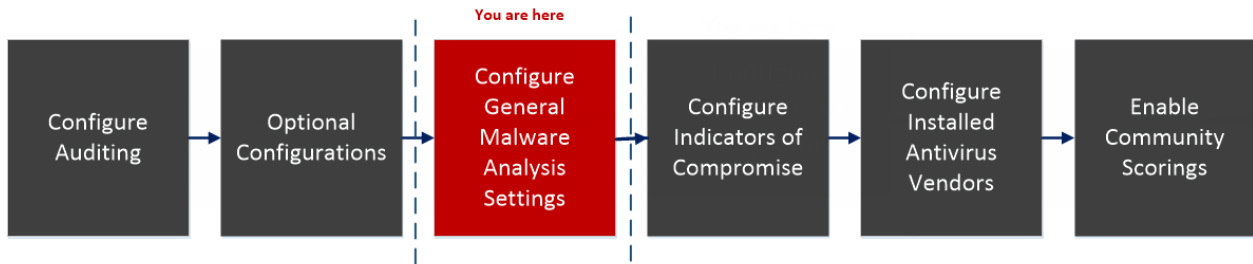 You are here
Configure
Auditing
Optional
Configurations
Configure
General
Malware
Analysis
Settings
Configure
Indicators of
Compromise
Configure
Installed
Antivirus
Vendors
Enable
Community
Scorings